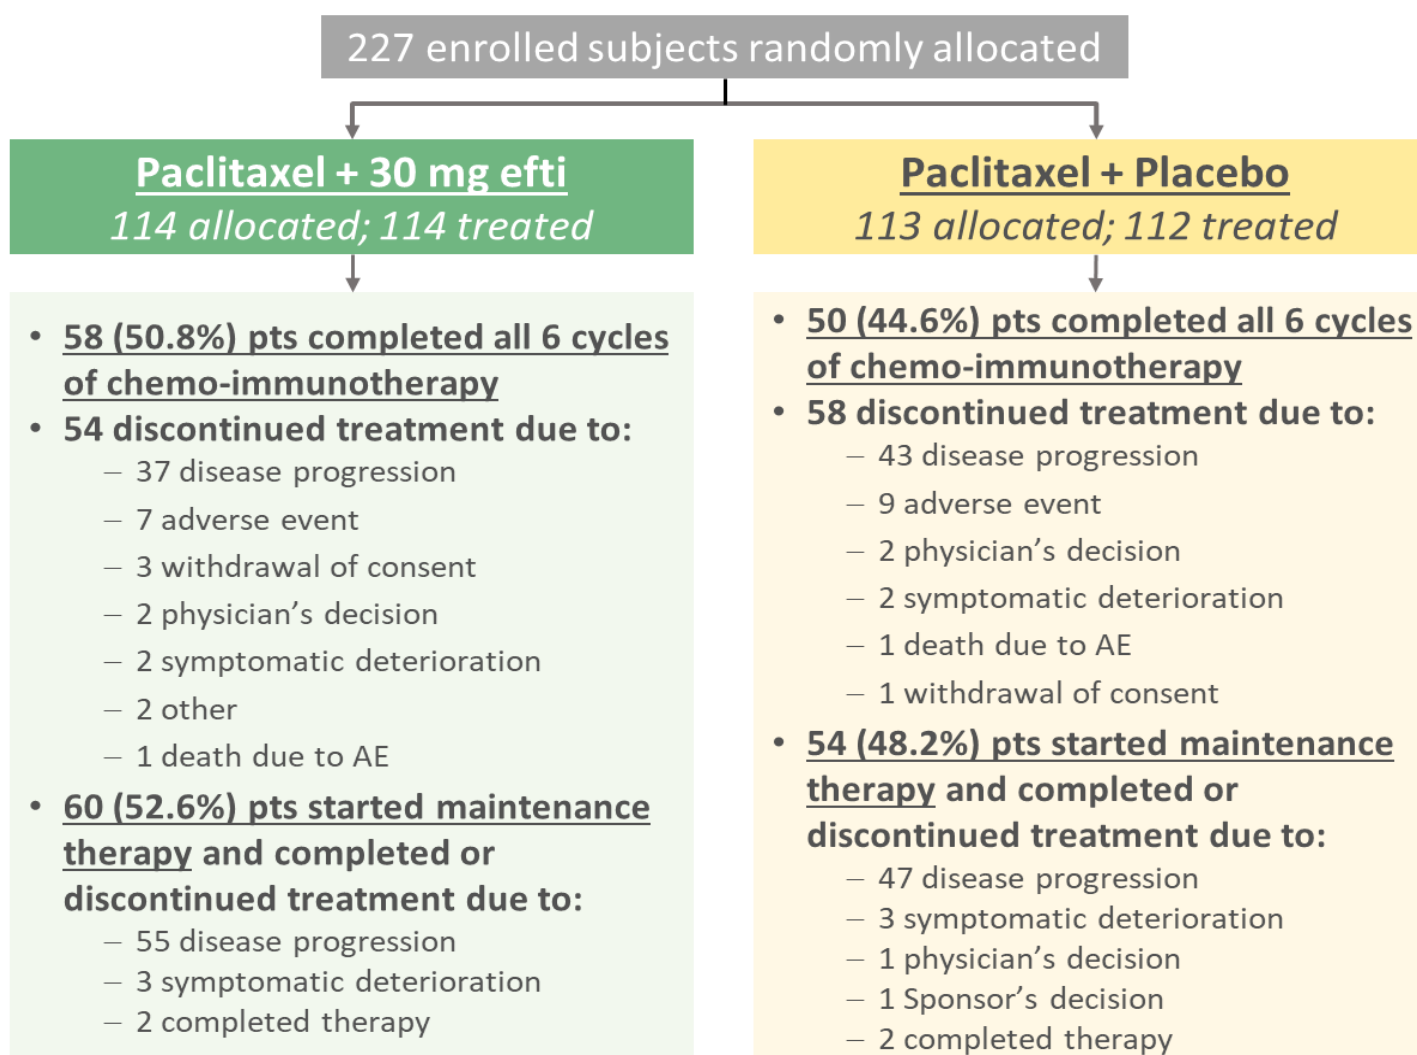 227 enrolled subjects randomly allocated
Paclitaxel + 30 mg efti
114 allocated; 114 treated
• 58 (50.8%) pts completed all 6 cycles
of chemo-immunotherapy
• 54 discontinued treatment due to:
– 37 disease progression
– 7 adverse event
– 3 withdrawal of consent
– 2 physician’s decision
– 2 symptomatic deterioration
– 2 other
– 1 death due to AE
• 60 (52.6%) pts started maintenance
therapy and completed or
discontinued treatment due to:
– 55 disease progression
– 3 symptomatic deterioration
– 2 completed therapy
Paclitaxel + Placebo
113 allocated; 112 treated
• 50 (44.6%) pts completed all 6 cycles
of chemo-immunotherapy
• 58 discontinued treatment due to:
– 43 disease progression
– 9 adverse event
– 2 physician’s decision
– 2 symptomatic deterioration
– 1 death due to AE
– 1 withdrawal of consent
• 54 (48.2%) pts started maintenance
therapy and completed or
discontinued treatment due to:
– 47 disease progression
– 3 symptomatic deterioration
– 1 physician’s decision
– 1 Sponsor’s decision
– 2 completed therapy